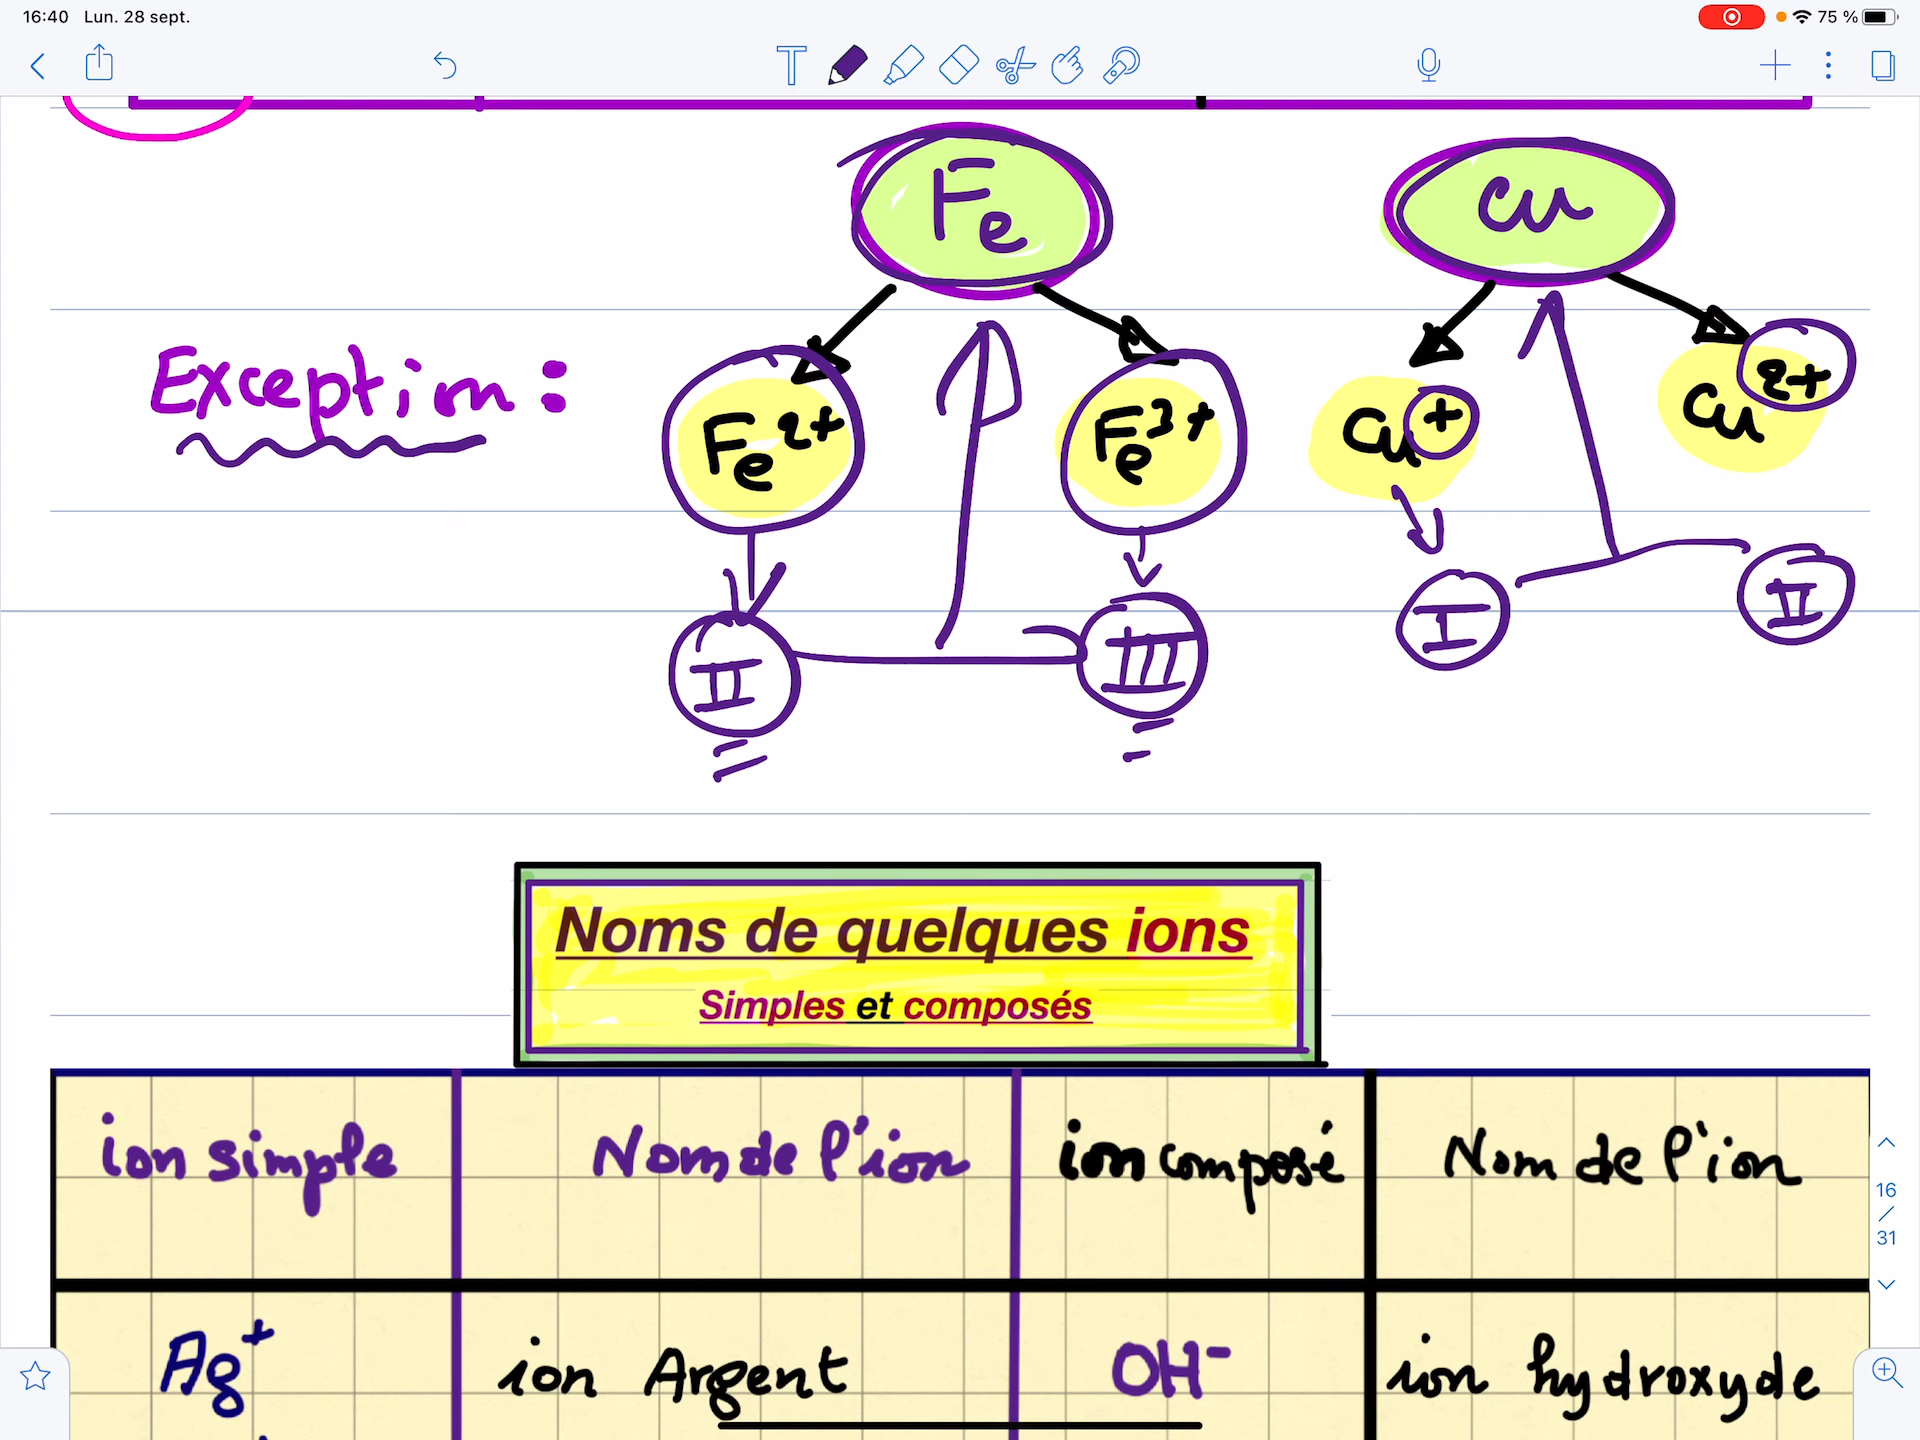 16:40 Lun. 28 sept. 75 %
Fe Cu
Exception :
Fe2+ Fe3+ Cu+ Cu2+
II III I II
Noms de quelques ions
Simples et composés
ion simple Nom de l'ion ion composé Nom de l'ion
16
/
31
Ag+ ion Argent OH- ion hydroxyde